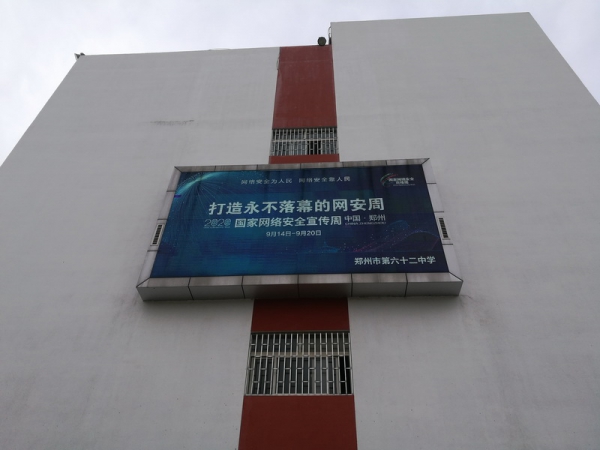 网络安全为人民 网络安全靠人民
打造永不落幕的网安周
2020 国家网络安全宣传周 中国·郑州
9月14日-9月20日
郑州市第六十二中学